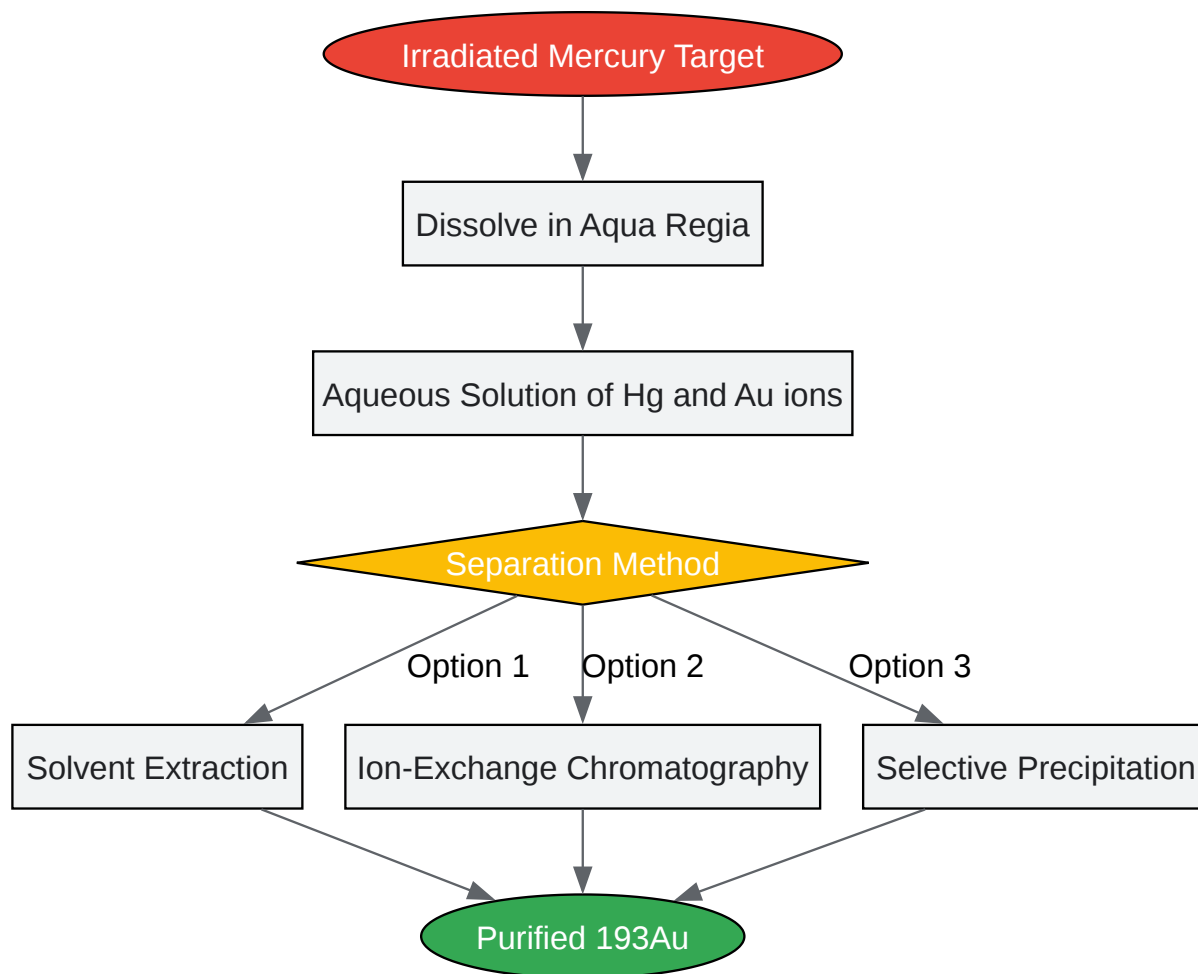 Irradiated Mercury Target
Dissolve in Aqua Regia
Aqueous Solution of Hg and Au ions
Separation Method
Option 1
Option 2
Option 3
Solvent Extraction
Ion-Exchange Chromatography
Selective Precipitation
Purified 193Au